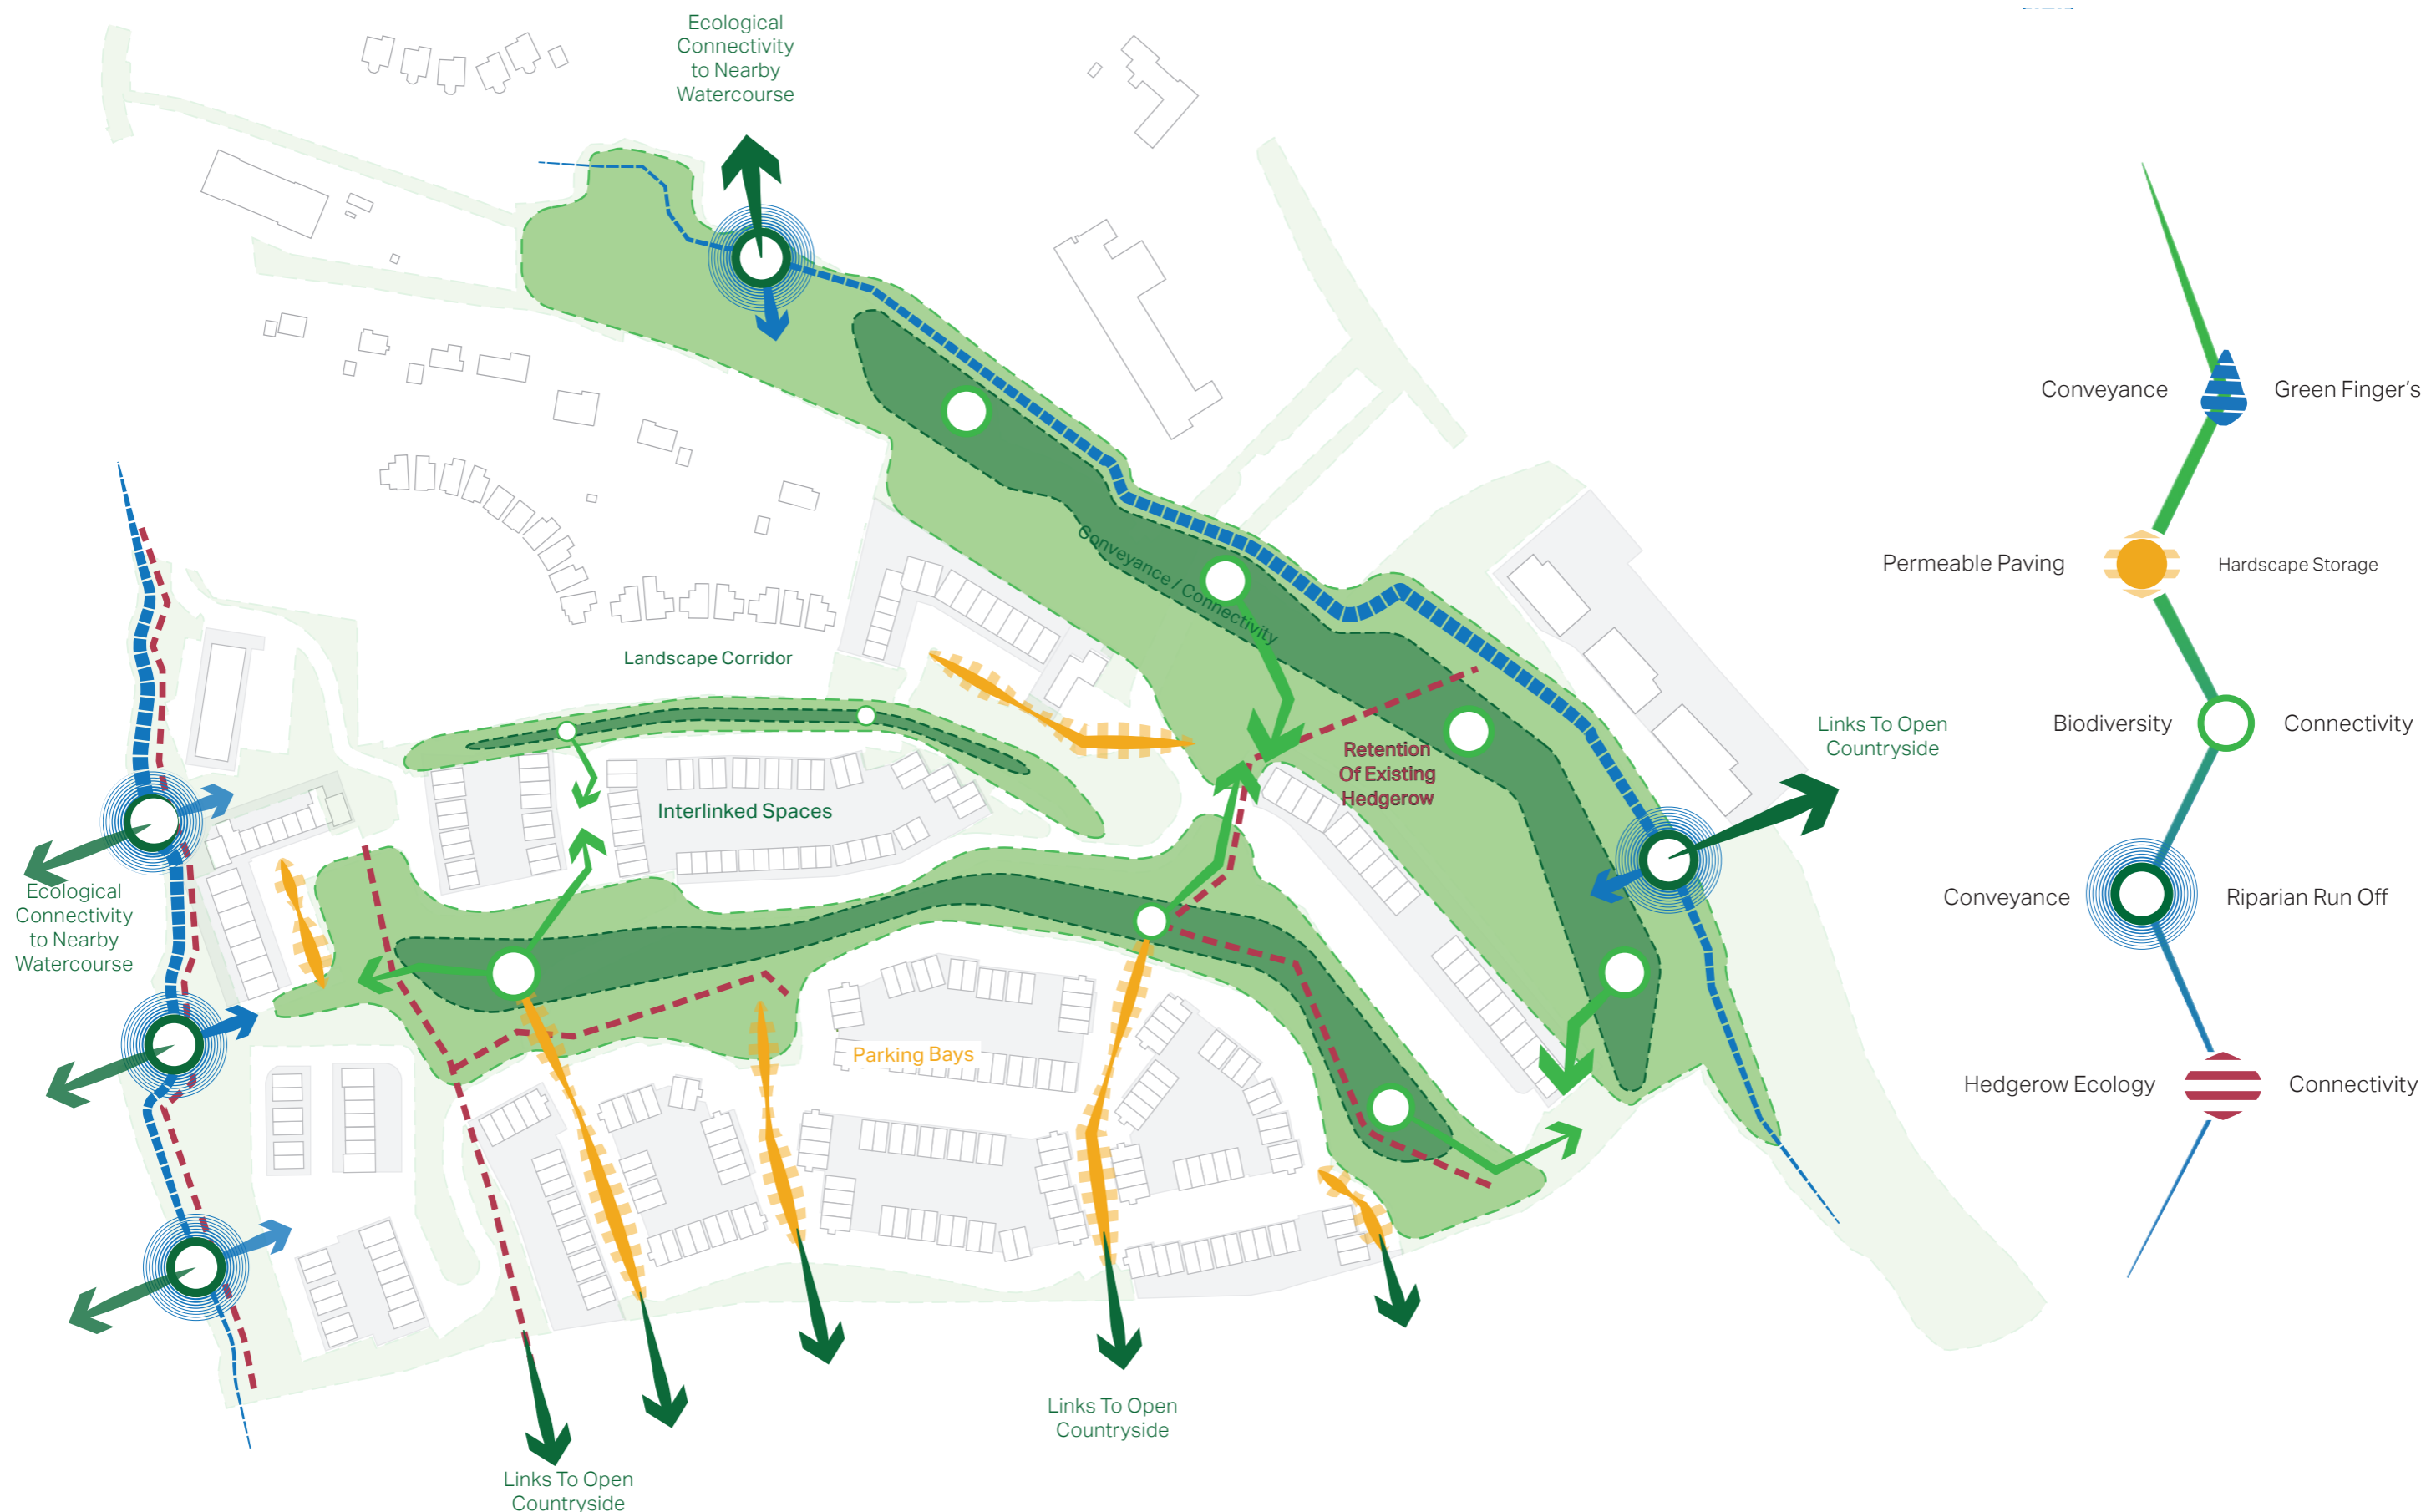 Ecological
Connectivity
to Nearby
Watercourse
Conveyance
Green Finger's
Permeable Paving
Hardscape Storage
Biodiversity
Connectivity
Conveyance
Riparian Run Off
Hedgerow Ecology
Connectivity
Conveyance / Connectivity
Landscape Corridor
Links To Open
Countryside
Retention
Of Existing
Hedgerow
Interlinked Spaces
Ecological
Connectivity
to Nearby
Watercourse
Parking Bays
Links To Open
Countryside
Links To Open
Countryside